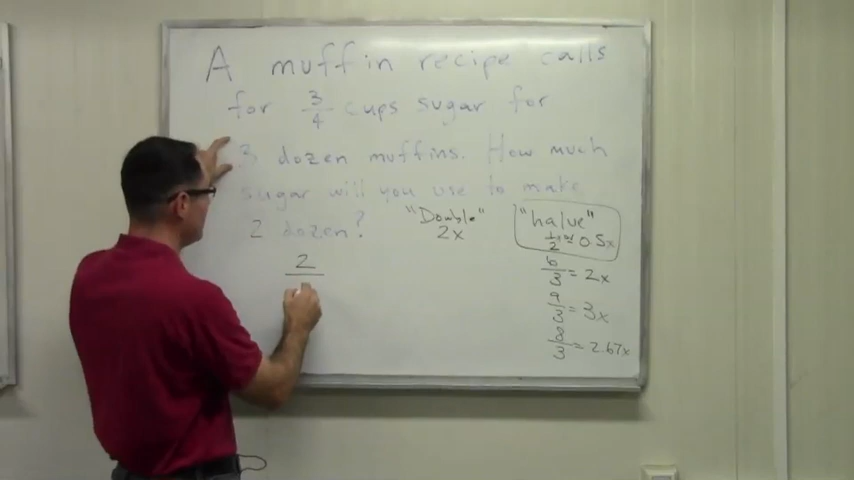 A muffin recipe calls
for 3/4 cups sugar for
3 dozen muffins. How much
sugar will you use to make
2 dozen?
"Double"
2x
"halve"
0.5x
6/3 = 2x
9/3 = 3x
8/3 = 2.67x
2